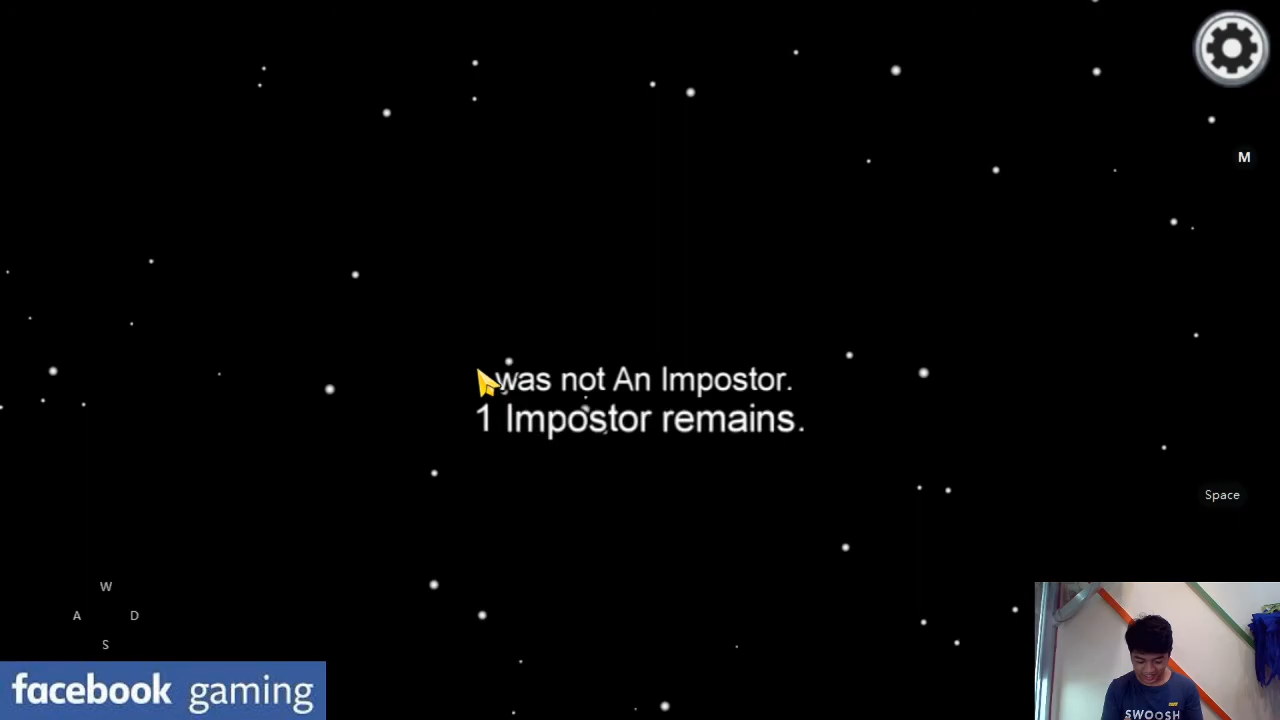 M
was not An Impostor.
1 Impostor remains.
Space
W
A D
S
facebook gaming
SWOOSH